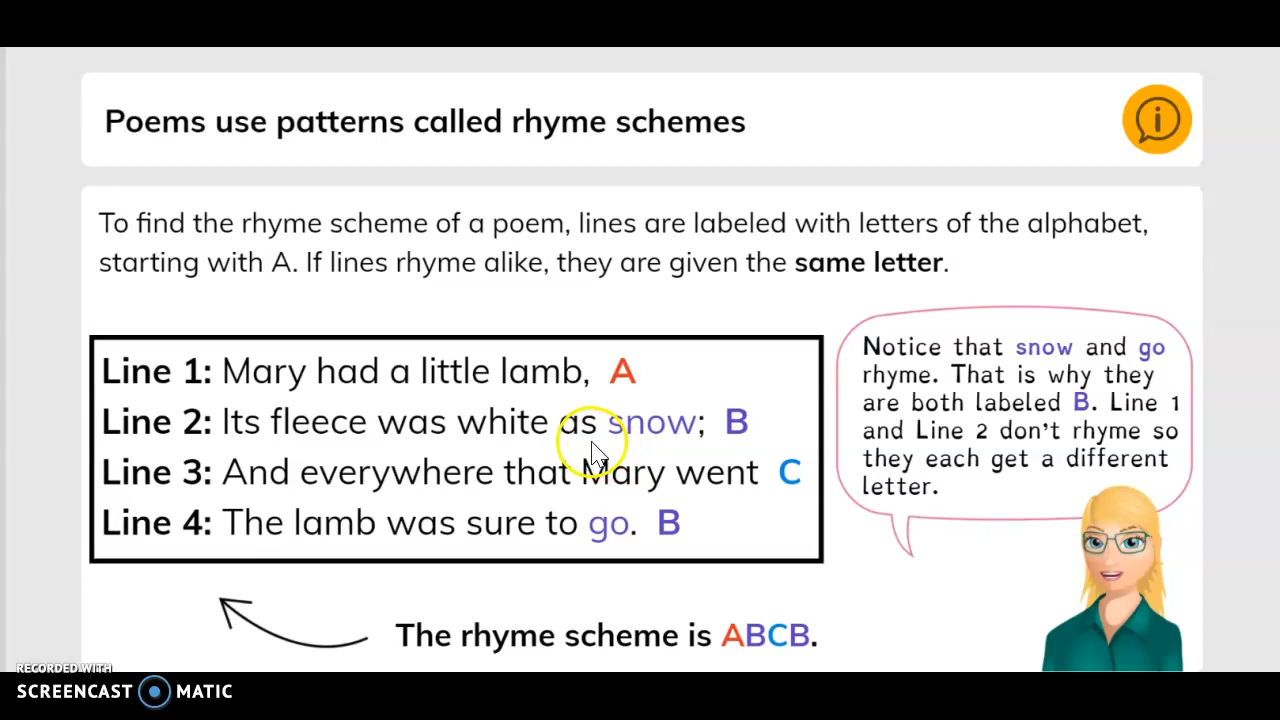 Poems use patterns called rhyme schemes
i
To find the rhyme scheme of a poem, lines are labeled with letters of the alphabet,
starting with A. If lines rhyme alike, they are given the same letter.
Line 1: Mary had a little lamb, A
Line 2: Its fleece was white as snow; B
Line 3: And everywhere that Mary went C
Line 4: The lamb was sure to go. B
Notice that snow and go
rhyme. That is why they
are both labeled B. Line 1
and Line 2 don't rhyme so
they each get a different
letter.
The rhyme scheme is ABCB.
RECORDED WITH
SCREENCAST MATIC